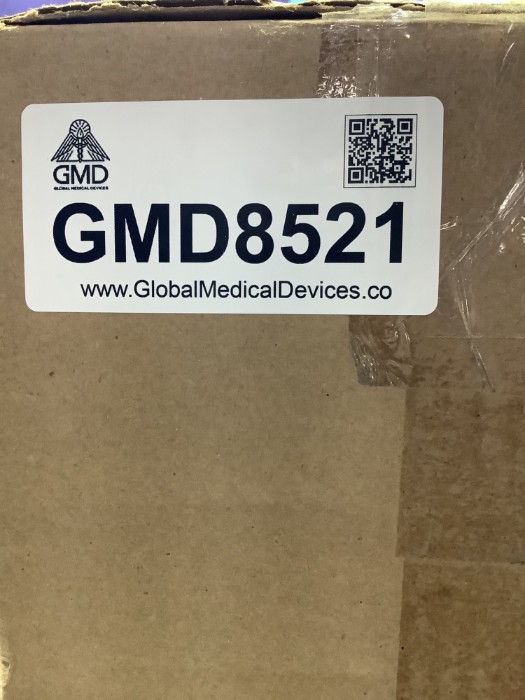 GMD
GLOBAL MEDICAL DEVICES
GMD8521
www.GlobalMedicalDevices.co